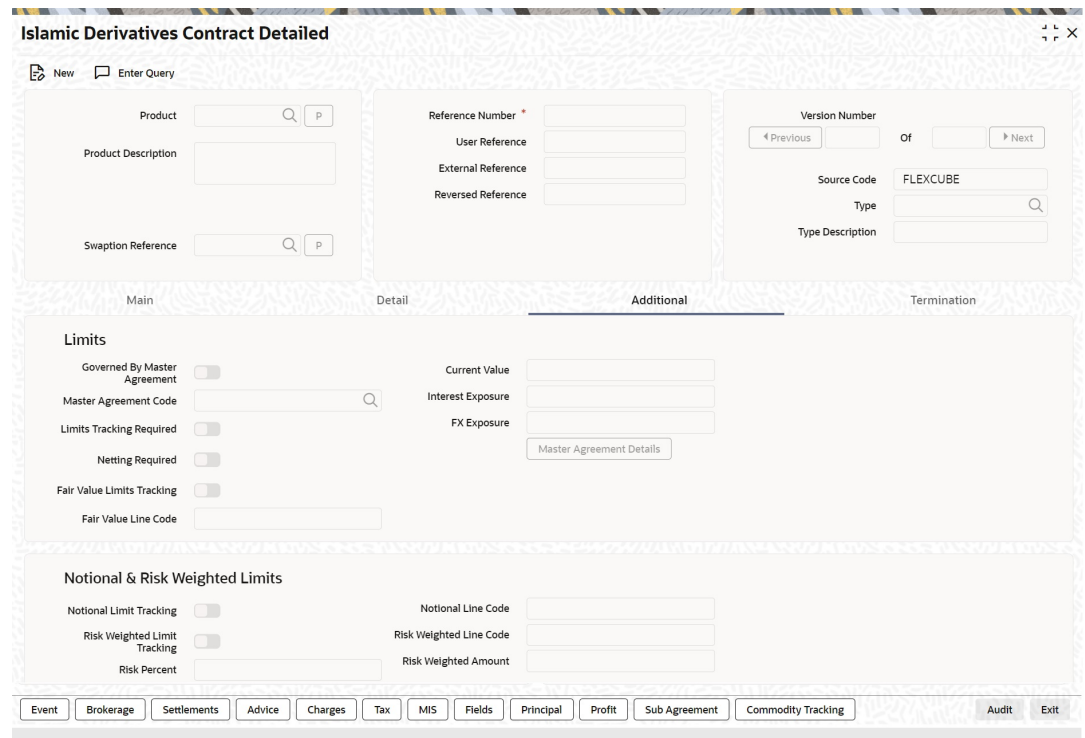 Islamic Derivatives Contract Detailed
New Enter Query
Product P
Product Description
Swaption Reference P
Reference Number *
User Reference
External Reference
Reversed Reference
Version Number
Previous Of Next
Source Code FLEXCUBE
Type
Type Description
Main Detail Additional Termination
Limits
Governed By Master
Agreement
Master Agreement Code
Limits Tracking Required
Netting Required
Fair Value Limits Tracking
Fair Value Line Code
Current Value
Interest Exposure
FX Exposure
Master Agreement Details
Notional & Risk Weighted Limits
Notional Limit Tracking
Risk Weighted Limit
Tracking
Risk Percent
Notional Line Code
Risk Weighted Line Code
Risk Weighted Amount
Event Brokerage Settlements Advice Charges Tax MIS Fields Principal Profit Sub Agreement Commodity Tracking Audit Exit